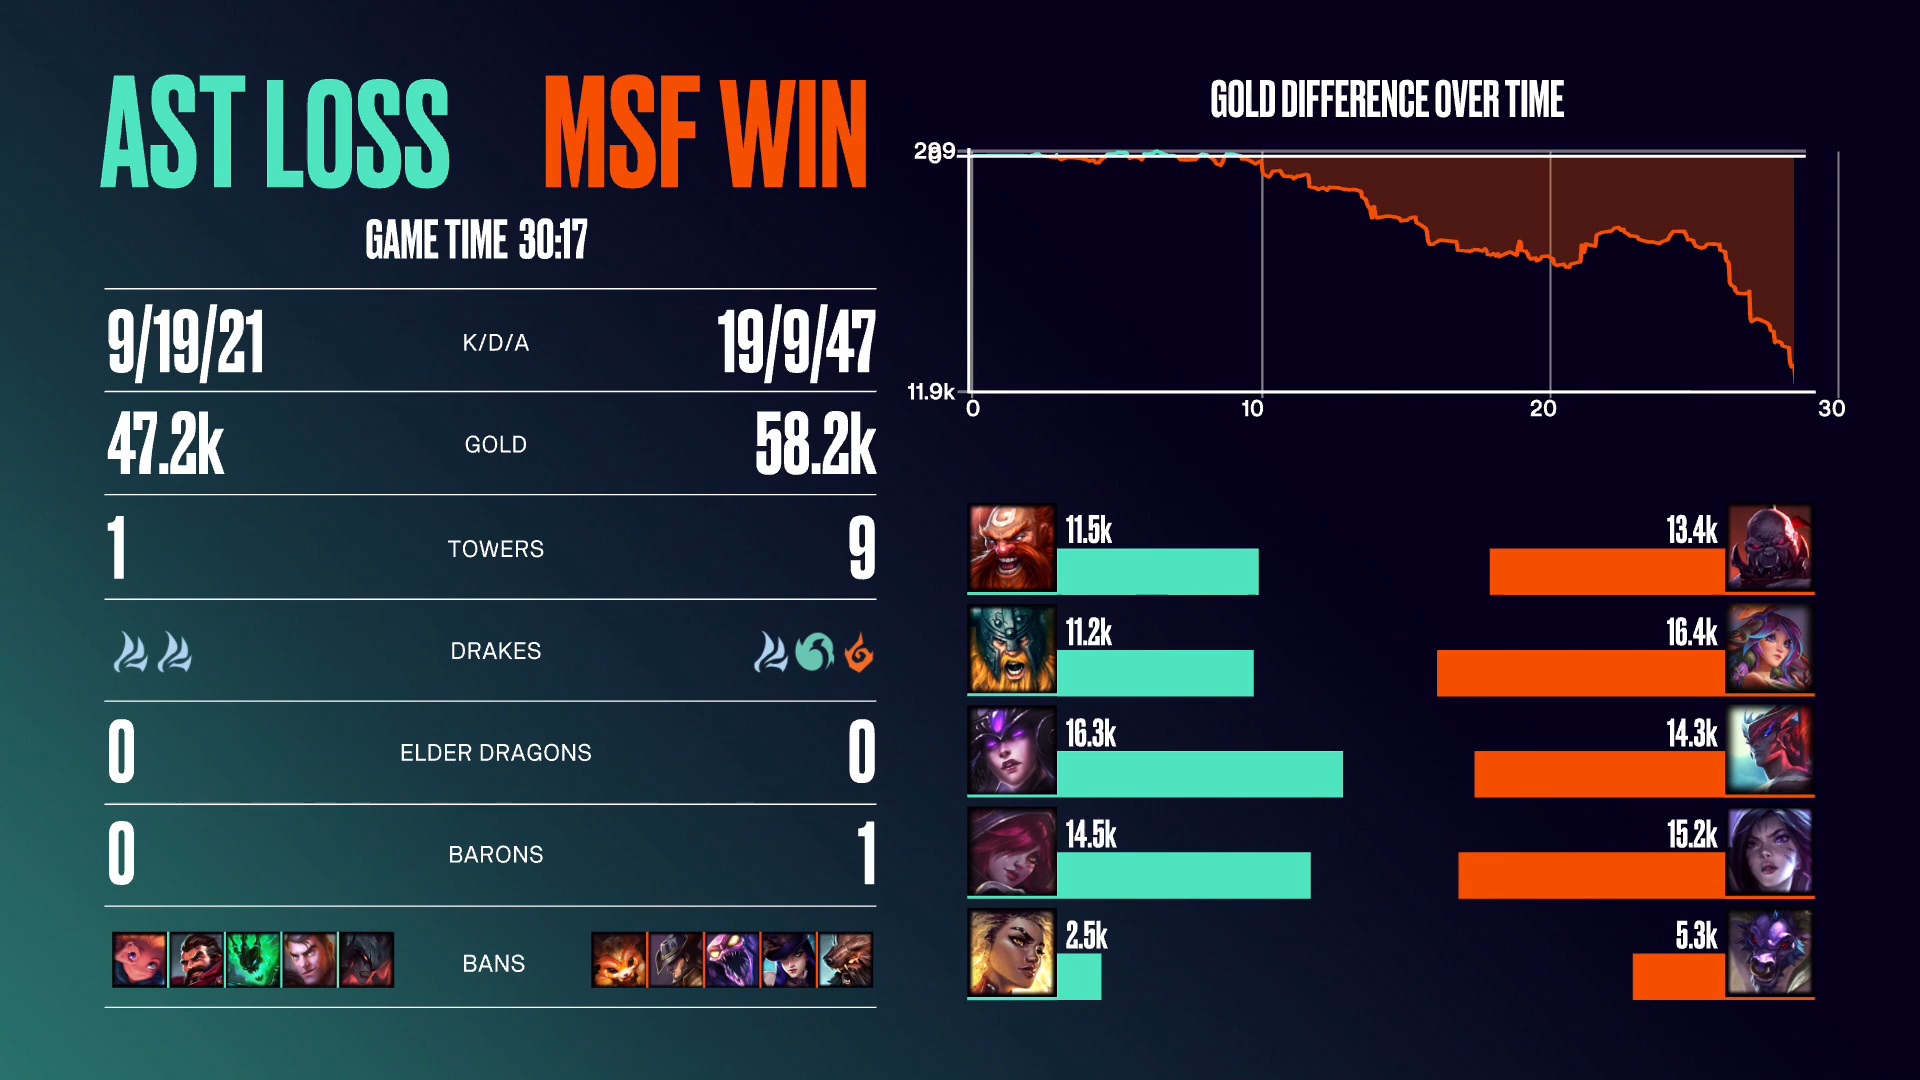 AST LOSS MSF WIN
GAME TIME 30:17
9/19/21 K/D/A 19/9/47
47.2k GOLD 58.2k
1 TOWERS 9
DRAKES
0 ELDER DRAGONS 0
0 BARONS 1
BANS
GOLD DIFFERENCE OVER TIME
299
0
11.9k
0 10 20 30
11.5k 13.4k
11.2k 16.4k
16.3k 14.3k
14.5k 15.2k
2.5k 5.3k